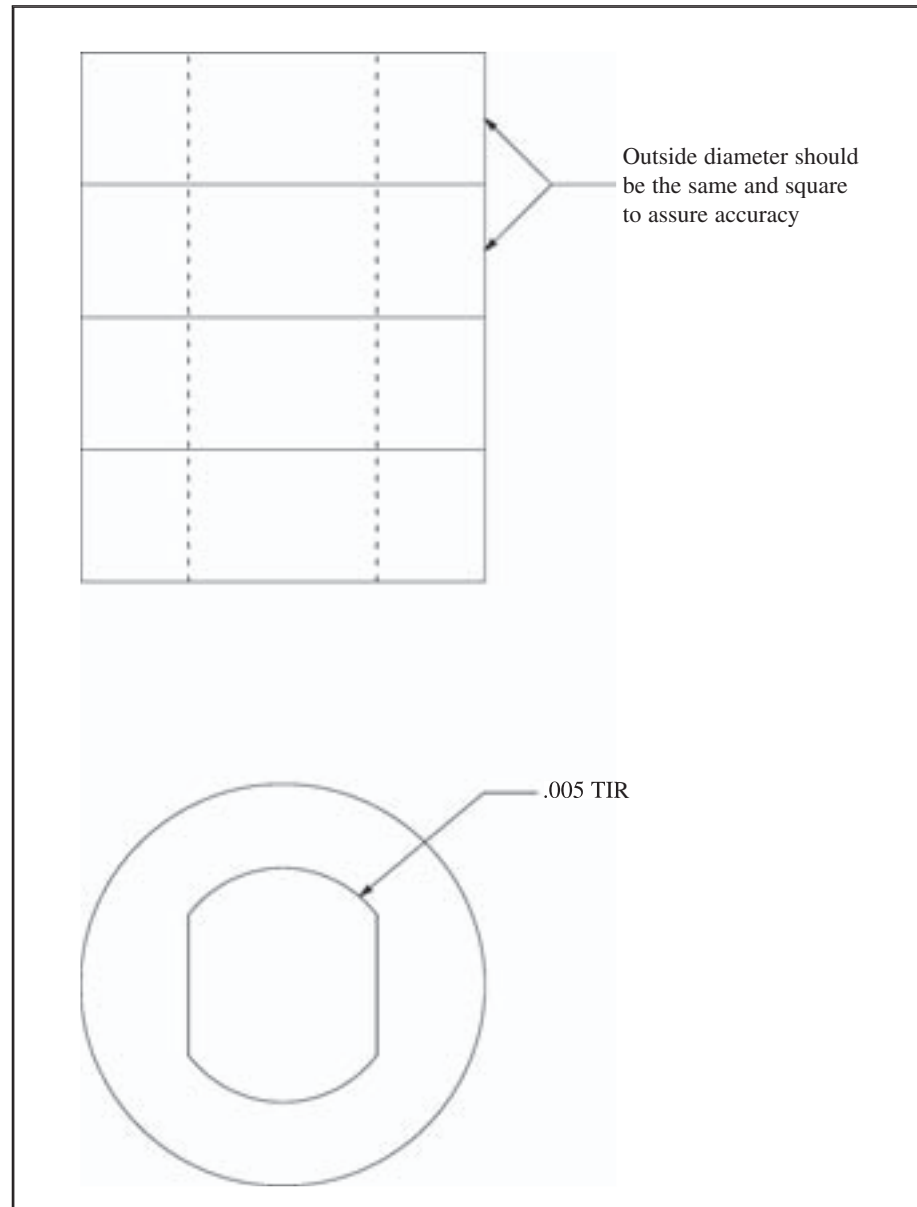 Outside diameter should
be the same and square
to assure accuracy
.005 TIR